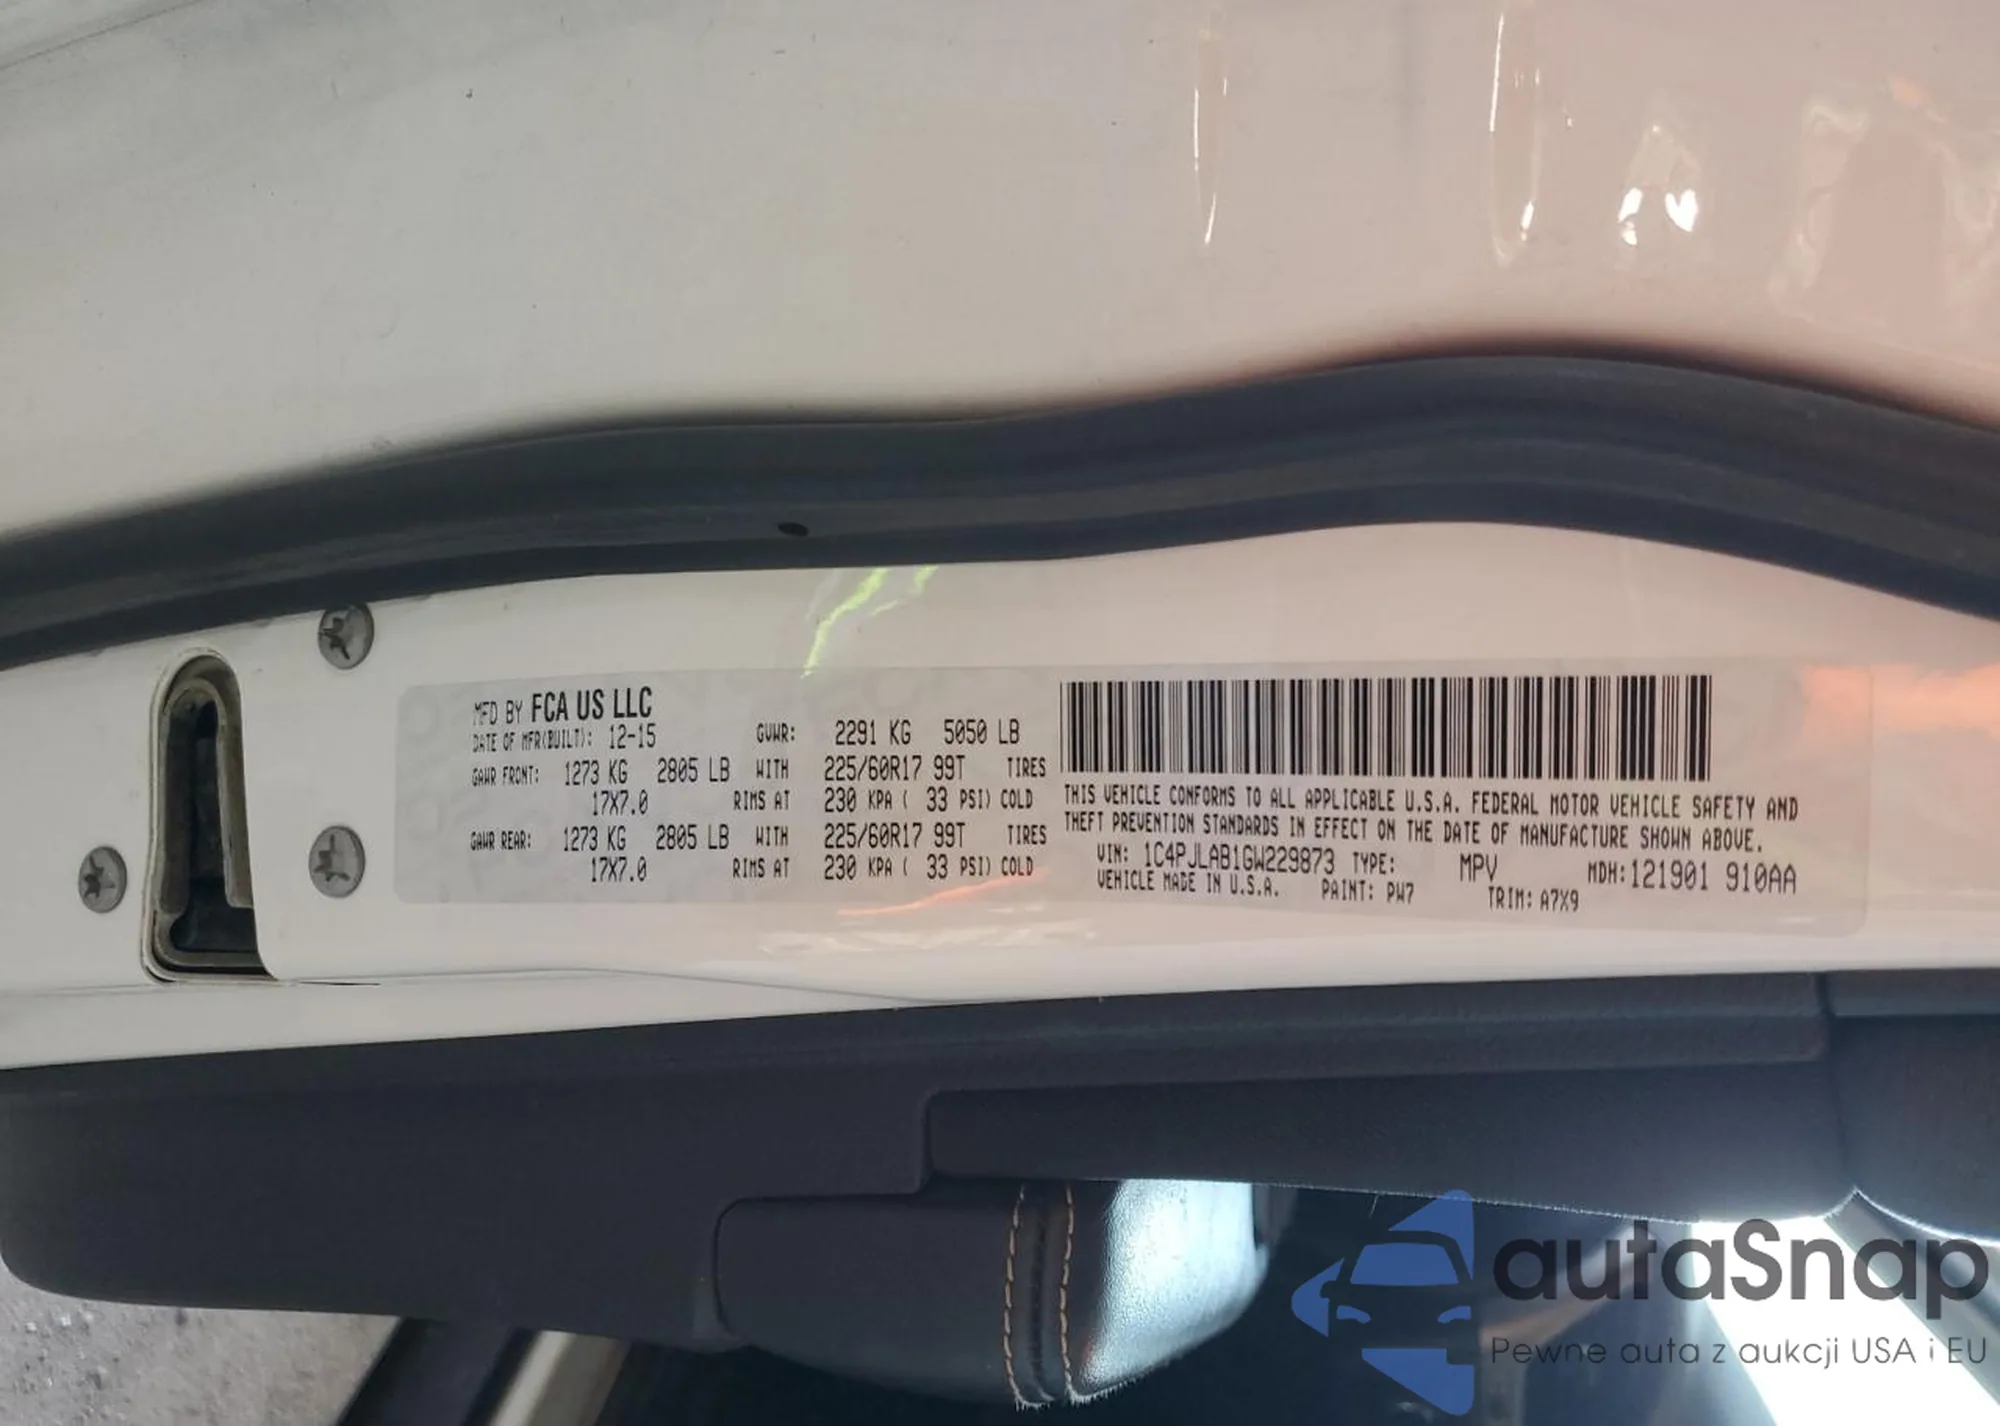 MFD BY FCA US LLC
DATE OF MFR(BUILT): 12-15 GVWR: 2291 KG 5050 LB
GAWR FRONT: 1273 KG 2805 LB WITH 225/60R17 99T TIRES
17X7.0 RIMS AT 230 KPA ( 33 PSI) COLD
GAWR REAR: 1273 KG 2805 LB WITH 225/60R17 99T TIRES
17X7.0 RIMS AT 230 KPA ( 33 PSI) COLD
THIS VEHICLE CONFORMS TO ALL APPLICABLE U.S.A. FEDERAL MOTOR VEHICLE SAFETY AND
THEFT PREVENTION STANDARDS IN EFFECT ON THE DATE OF MANUFACTURE SHOWN ABOVE.
VIN: 1C4PJLAB1GW229873 TYPE: MPV MDH:121901 910AA
VEHICLE MADE IN U.S.A. PAINT: PW7 TRIM: A7X9
autaSnap
Pewne auta z aukcji USA i EU